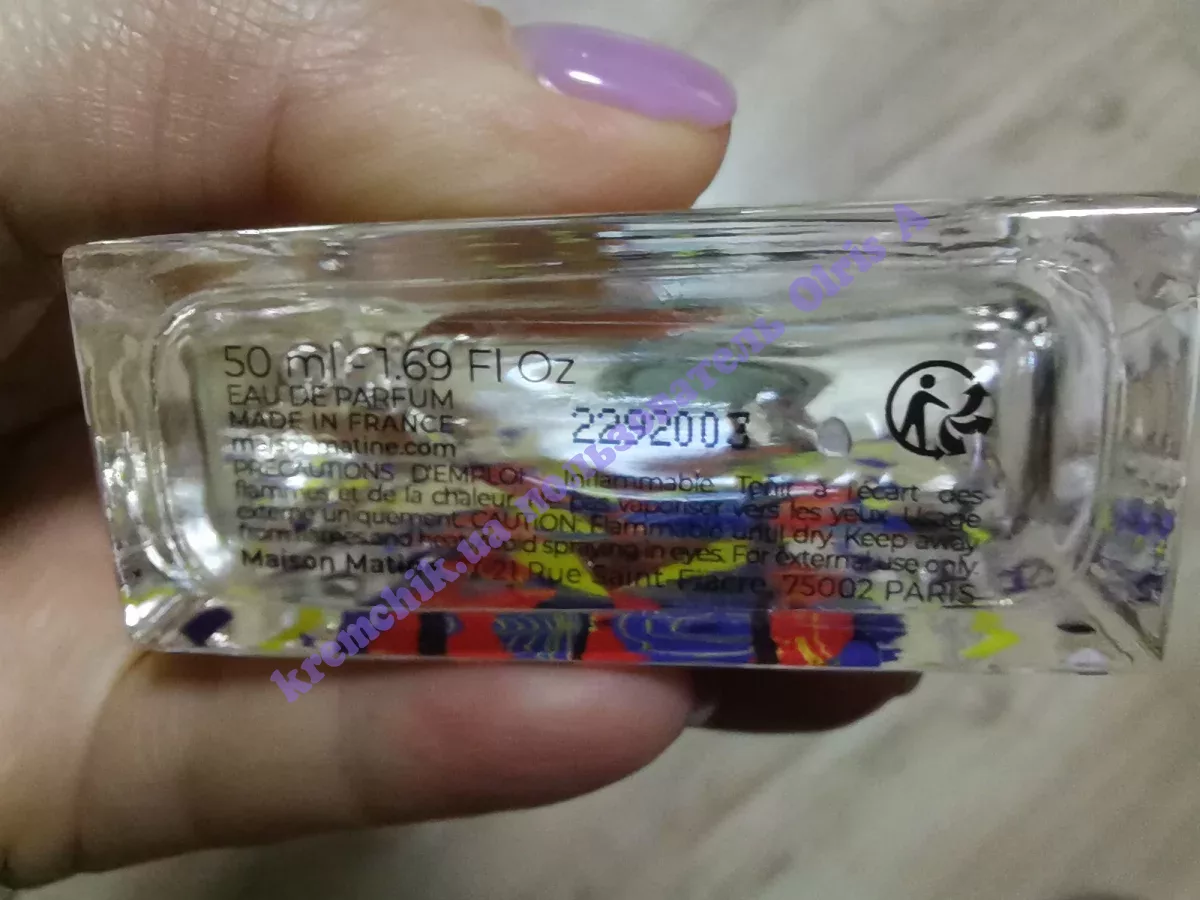 50 ml - 1.69 Fl Oz
EAU DE PARFUM
MADE IN FRANCE
maisonmatine.com
2292003
PRECAUTIONS D'EMPLOI Inflammable. Tenir à l'écart des
flammes et de la chaleur pas vaporiser vers les yeux. Usage
externe uniquement. CAUTION: Flammable until dry. Keep away
from and heat. avoid spraying in eyes. For external use only.
Maison Matine 21 Rue Saint-Fiacre, 75002 PARIS
kremchik.ua пользователь Olris A